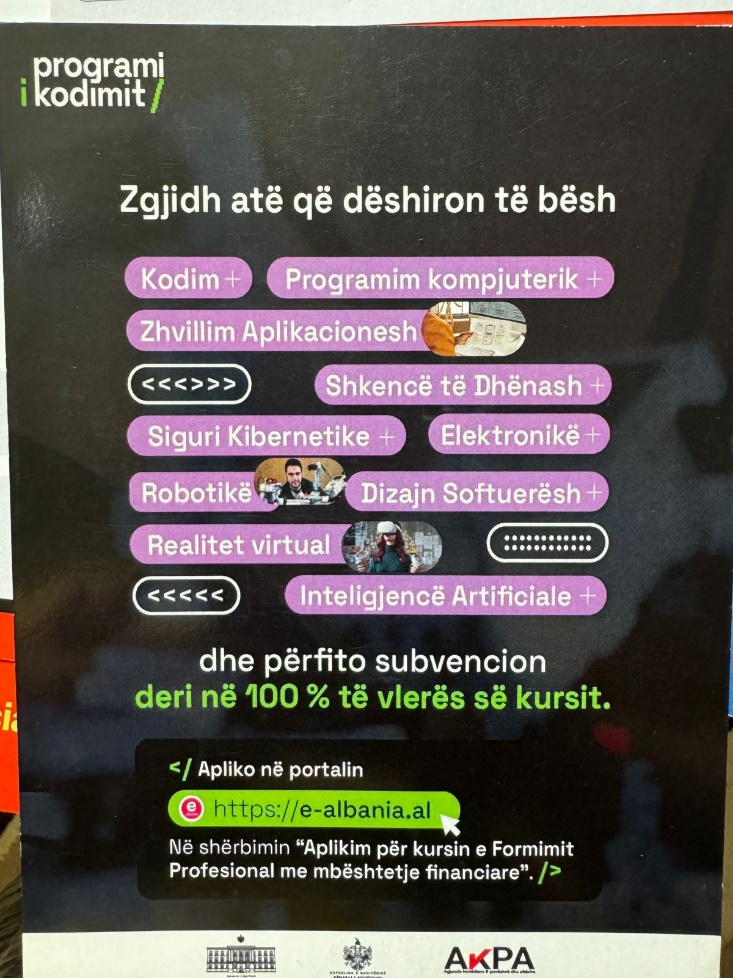 programi
i kodimit/
Zgjidh atë që dëshiron të bësh
Kodim +
Programim kompjuterik +
Zhvillim Aplikacionesh
<<<>>>
Shkencë të Dhënash +
Siguri Kibernetike +
Elektronikë +
Robotikë
Dizajn Softuerësh +
Realitet virtual
<<<<<
Inteligjencë Artificiale +
dhe përfito subvencion
deri në 100 % të vlerës së kursit.
</ Apliko në portalin
e https://e-albania.al
Në shërbimin “Aplikim për kursin e Formimit
Profesional me mbështetje financiare”. />
AKPA